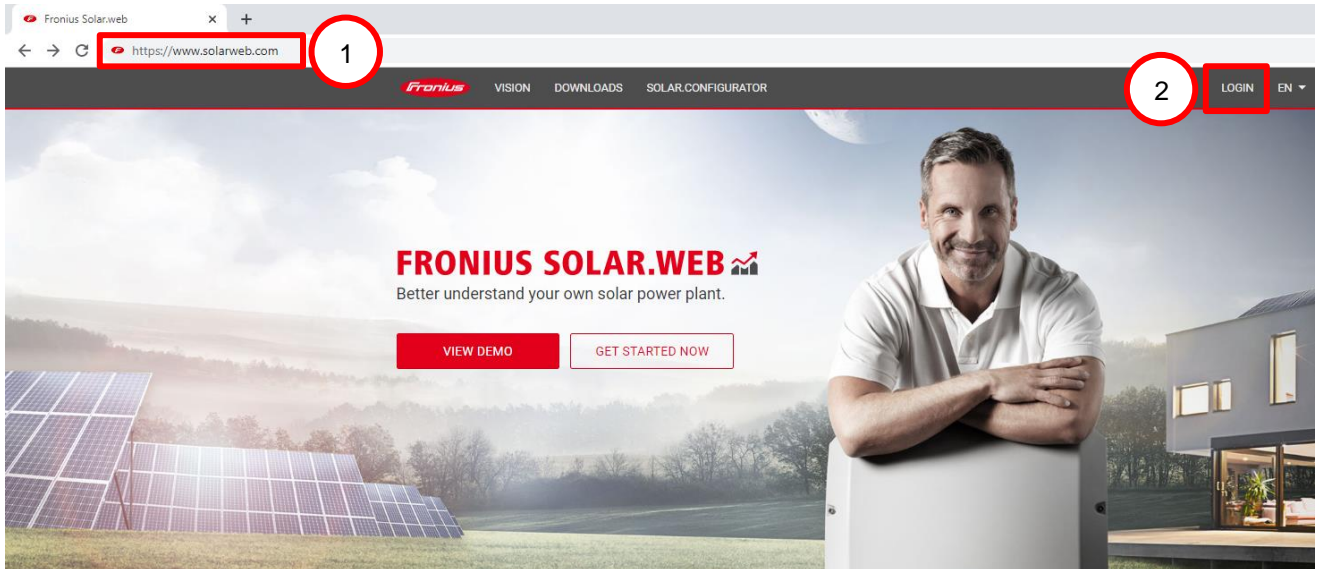 Fronius Solar.web
https://www.solarweb.com
1
Fronius VISION DOWNLOADS SOLAR.CONFIGURATOR 2 LOGIN EN
FRONIUS SOLAR.WEB
Better understand your own solar power plant.
VIEW DEMO GET STARTED NOW